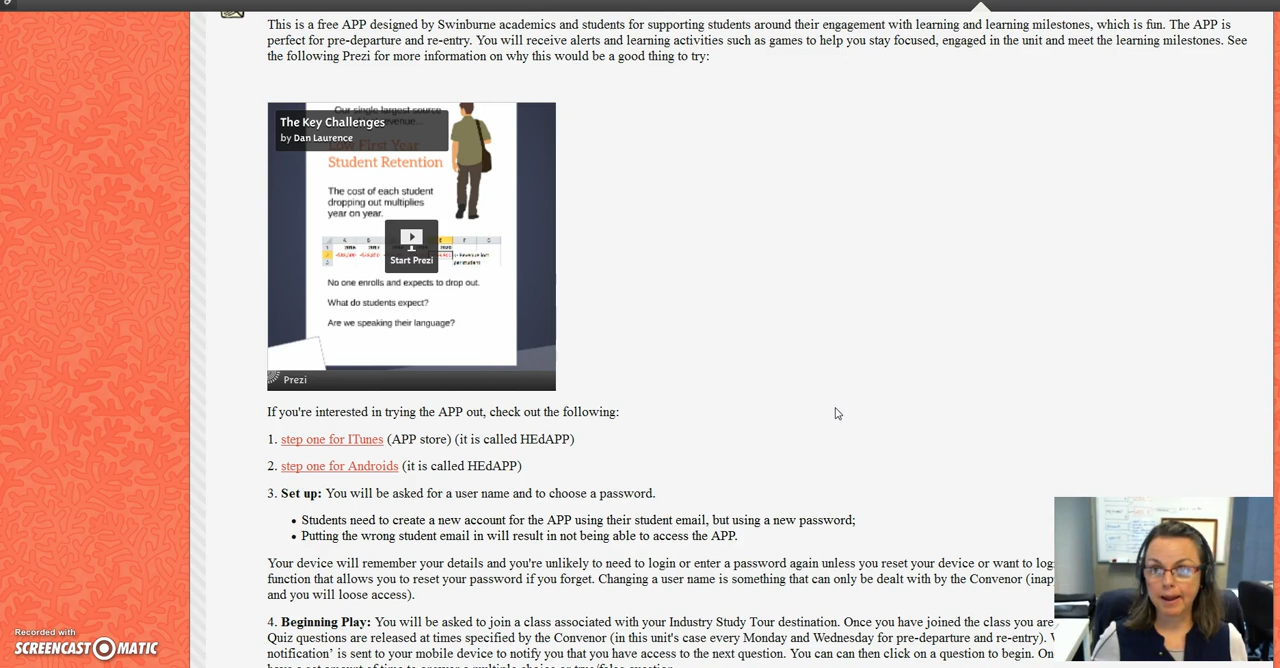 This is a free APP designed by Swinburne academics and students for supporting students around their engagement with learning and learning milestones, which is fun. The APP is
perfect for pre-departure and re-entry. You will receive alerts and learning activities such as games to help you stay focused, engaged in the unit and meet the learning milestones. See
the following Prezi for more information on why this would be a good thing to try:
Our single largest source
The Key Challenges
by Dan Laurence
Low First Year
Student Retention
The cost of each student
dropping out multiplies
year on year.
Start Prezi
No one enrolls and expects to drop out.
What do students expect?
Are we speaking their language?
Prezi
If you're interested in trying the APP out, check out the following:
1. step one for ITunes (APP store) (it is called HEdAPP)
2. step one for Androids (it is called HEdAPP)
3. Set up: You will be asked for a user name and to choose a password.
• Students need to create a new account for the APP using their student email, but using a new password;
• Putting the wrong student email in will result in not being able to access the APP.
Your device will remember your details and you're unlikely to need to login or enter a password again unless you reset your device or want to log
function that allows you to reset your password if you forget. Changing a user name is something that can only be dealt with by the Convenor (inap
and you will loose access).
4. Beginning Play: You will be asked to join a class associated with your Industry Study Tour destination. Once you have joined the class you are
Quiz questions are released at times specified by the Convenor (in this unit's case every Monday and Wednesday for pre-departure and re-entry).
notification' is sent to your mobile device to notify you that you have access to the next question. You can can then click on a question to begin. On
Recorded with
SCREENCAST-O-MATIC